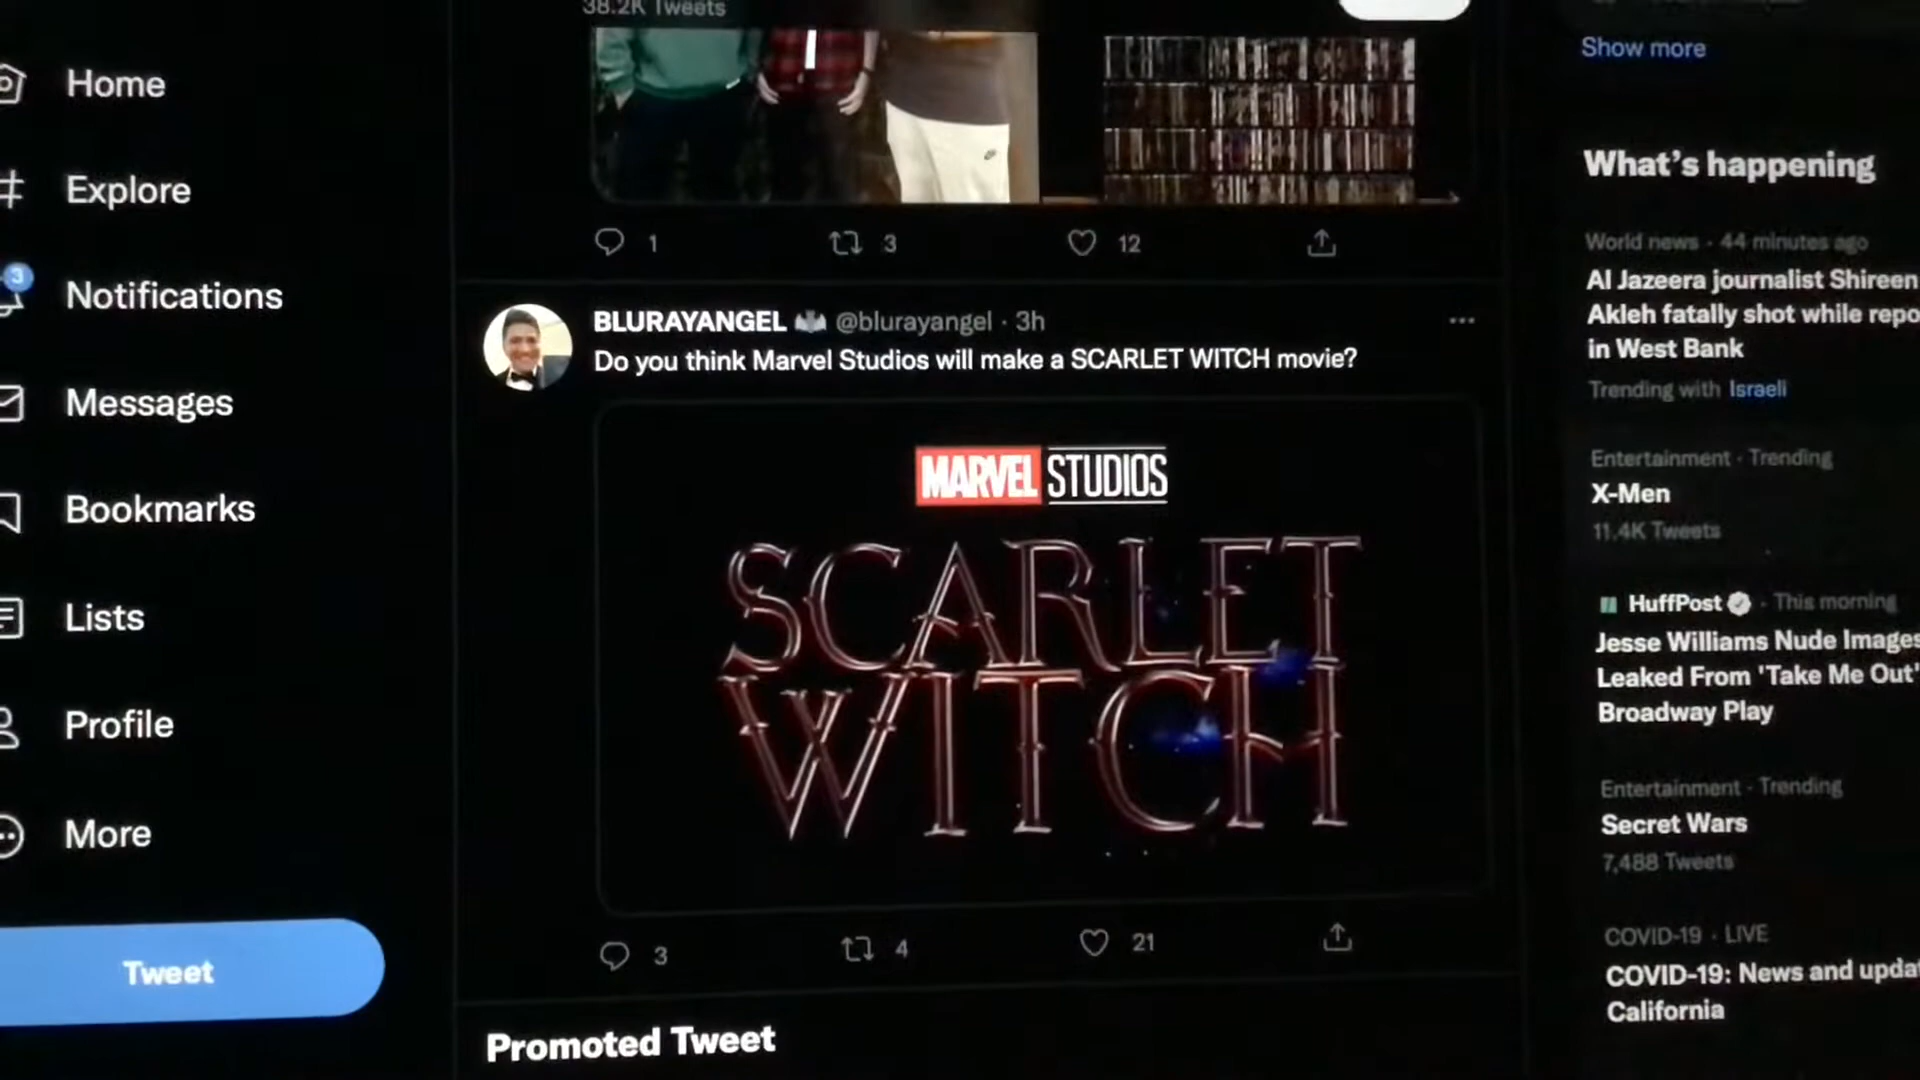 38.2K Tweets
Home
Explore
3
Notifications
Messages
Bookmarks
Lists
Profile
More
Tweet
1
3
12
BLURAYANGEL @blurayangel · 3h
Do you think Marvel Studios will make a SCARLET WITCH movie?
MARVEL STUDIOS
SCARLET
WITCH
3
4
21
Promoted Tweet
Show more
What's happening
World news · 44 minutes ago
Al Jazeera journalist Shireen
Akleh fatally shot while repo
in West Bank
Trending with Israeli
Entertainment · Trending
X-Men
11.4K Tweets
HuffPost · This morning
Jesse Williams Nude Images
Leaked From 'Take Me Out'
Broadway Play
Entertainment · Trending
Secret Wars
7,488 Tweets
COVID-19 · LIVE
COVID-19: News and updat
California